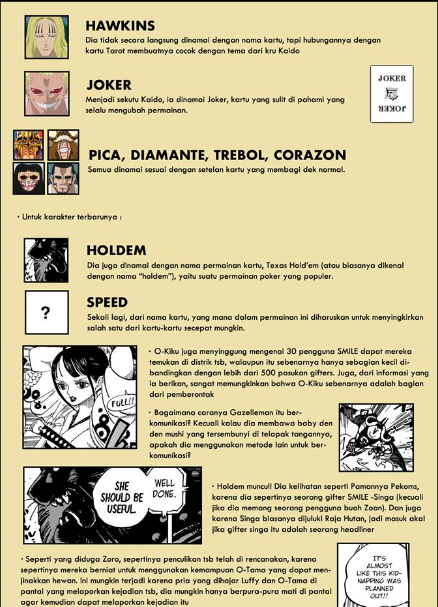 HAWKINS
Dia tidak secara langsung dinamai dengan nama kartu, tapi hubungannya dengan
kartu Tarot membuatnya cocok dengan tema dari kru Kaido
JOKER
Menjadi sekutu Kaido, ia dinamai Joker, kartu yang sulit di pahami yang
selalu mengubah permainan.
JOKER
JOKER
PICA, DIAMANTE, TREBOL, CORAZON
Semua dinamai sesuai dengan setelan kartu yang membagi dek normal.
• Untuk karakter terbarunya :
HOLDEM
Dia juga dinamai dengan nama permainan kartu, Texas Hold'em (atau biasanya dikenal
dengan nama "holdem"), yaitu suatu permainan poker yang populer.
?
SPEED
Sekali lagi, dari nama kartu, yang mana dalam permainan ini diharuskan untuk menyingkirkan
salah satu dari kartu-kartu secepat mungkin.
FULL!!
• O-Kiku juga menyinggung mengenai 30 pengguna SMILE dapat mereka
temukan di distrik tsb, walaupun itu sebenarnya hanya sebagian kecil di-
bandingkan dengan lebih dari 500 pasukan gifters. Juga, dari informasi yang
ia berikan, sangat memungkinkan bahwa O-Kiku sebenarnya adalah bagian
dari pemberontak
• Bagaimana caranya Gazelleman itu ber-
komunikasi? Kecuali kalau dia membawa baby den
den mushi yang tersembunyi di telapak tangannya,
apakah dia menggunakan metode lain untuk ber-
komunikasi?
SHE
SHOULD BE
USEFUL.
WELL
DONE.
• Holdem muncul! Dia kelihatan seperti Pamannya Pekoms,
karena dia sepertinya seorang gifter SMILE -Singa (kecuali
jika dia memang seorang pengguna buah Zoan). Dan juga
karena Singa biasanya dijuluki Raja Hutan, jadi masuk akal
jika gifter singa itu adalah seorang headliner
• Seperti yang diduga Zoro, sepertinya penculikan tsb telah di rencanakan, karena
sepertinya mereka berniat untuk menggunakan kemampuan O-Tama yang dapat men-
jinakkan hewan. Ini mungkin terjadi karena pria yang dihajar Luffy dan O-Tama di
pantai yang melaporkan kejadian tsb, dia mungkin hanya berpura-pura mati di pantai
agar kemudian dapat melaporkan kejadian itu
IT'S
ALMOST
LIKE THIS KID-
NAPPING WAS
PLANNED
OUT!!